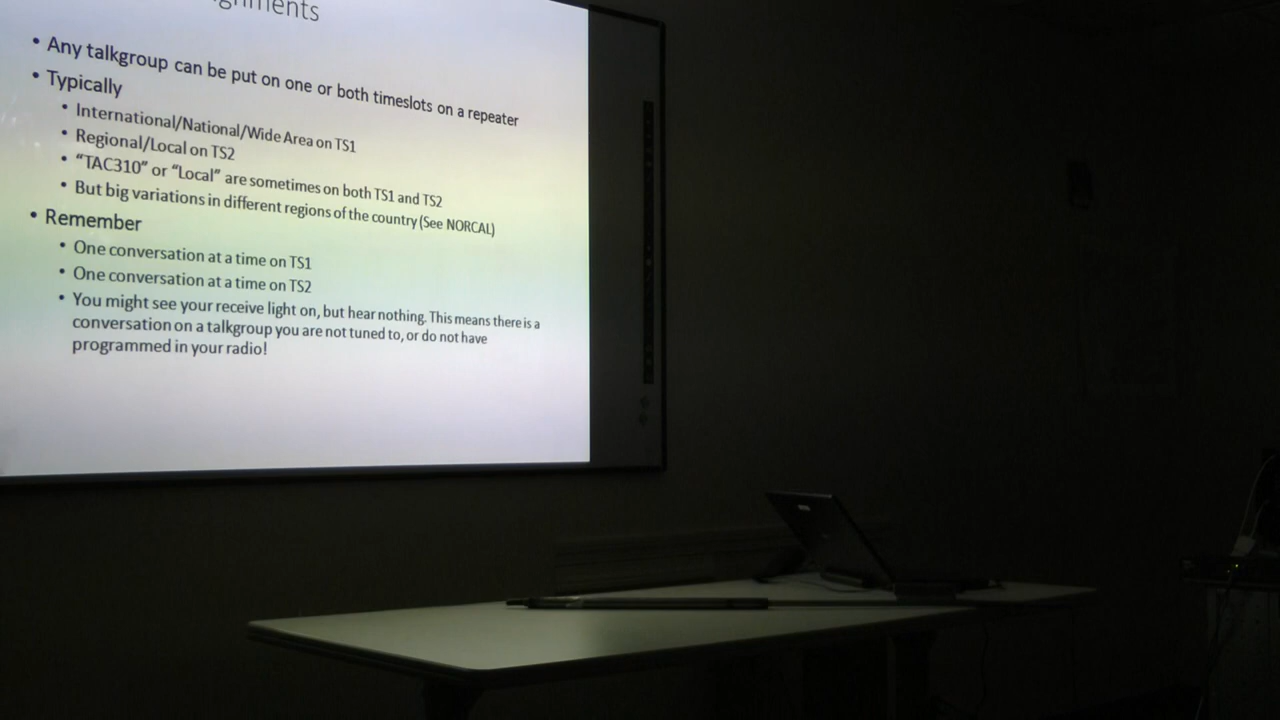 • Any talkgroup can be put on one or both timeslots on a repeater
• Typically
• International/National/Wide Area on TS1
• Regional/Local on TS2
• “TAC310” or “Local” are sometimes on both TS1 and TS2
• But big variations in different regions of the country (See NORCAL)
• Remember
• One conversation at a time on TS1
• One conversation at a time on TS2
• You might see your receive light on, but hear nothing. This means there is a
conversation on a talkgroup you are not tuned to, or do not have
programmed in your radio!